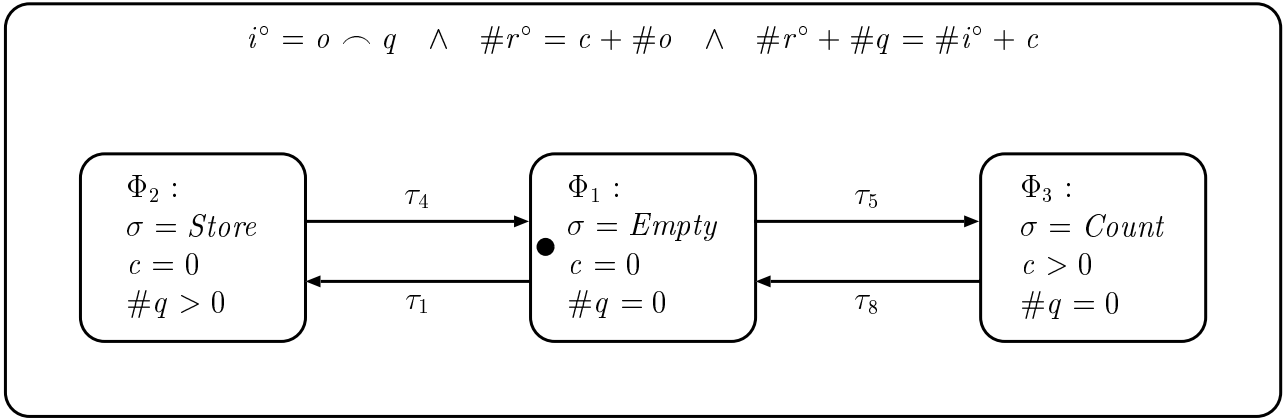 i° = o ⌢ q ∧ #r° = c + #o ∧ #r° + #q = #i° + c
Φ₂ :
σ = Store
c = 0
#q > 0
τ₄
τ₁
Φ₁ :
σ = Empty
c = 0
#q = 0
τ₅
τ₈
Φ₃ :
σ = Count
c > 0
#q = 0